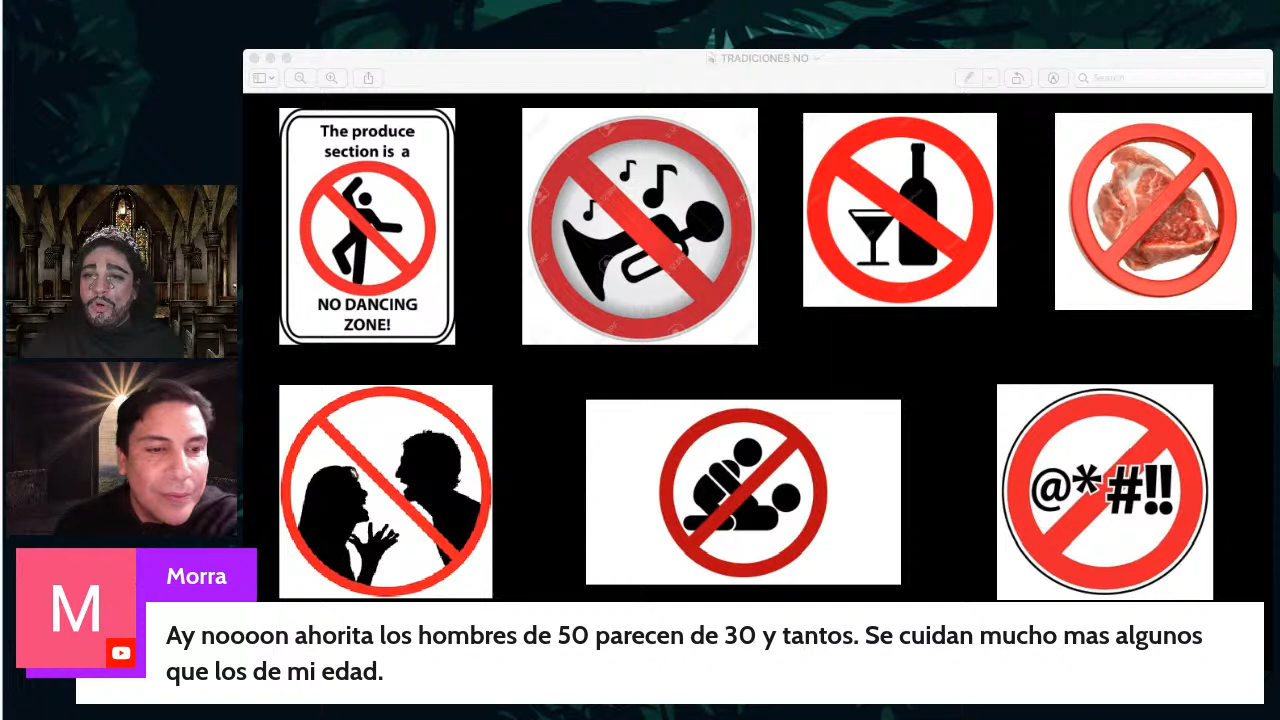 TRADICIONES NO
Search
The produce
section is a
NO DANCING
ZONE!
@*#!!
M
Morra
Ay noooon ahorita los hombres de 50 parecen de 30 y tantos. Se cuidan mucho mas algunos
que los de mi edad.